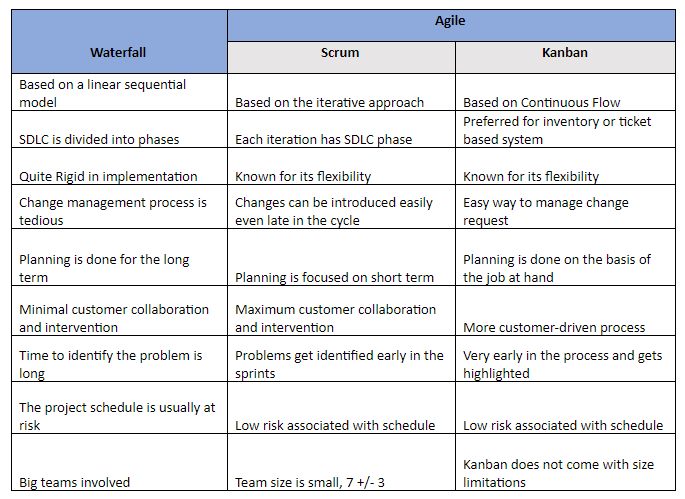 Agile
Waterfall
Scrum
Kanban
Based on a linear sequential
model
Based on the iterative approach
Based on Continuous Flow
SDLC is divided into phases
Each iteration has SDLC phase
Preferred for inventory or ticket
based system
Quite Rigid in implementation
Known for its flexibility
Known for its flexibility
Change management process is
tedious
Changes can be introduced easily
even late in the cycle
Easy way to manage change
request
Planning is done for the long
term
Planning is focused on short term
Planning is done on the basis of
the job at hand
Minimal customer collaboration
and intervention
Maximum customer collaboration
and intervention
More customer-driven process
Time to identify the problem is
long
Problems get identified early in the
sprints
Very early in the process and gets
highlighted
The project schedule is usually at
risk
Low risk associated with schedule
Low risk associated with schedule
Big teams involved
Team size is small, 7 +/- 3
Kanban does not come with size
limitations